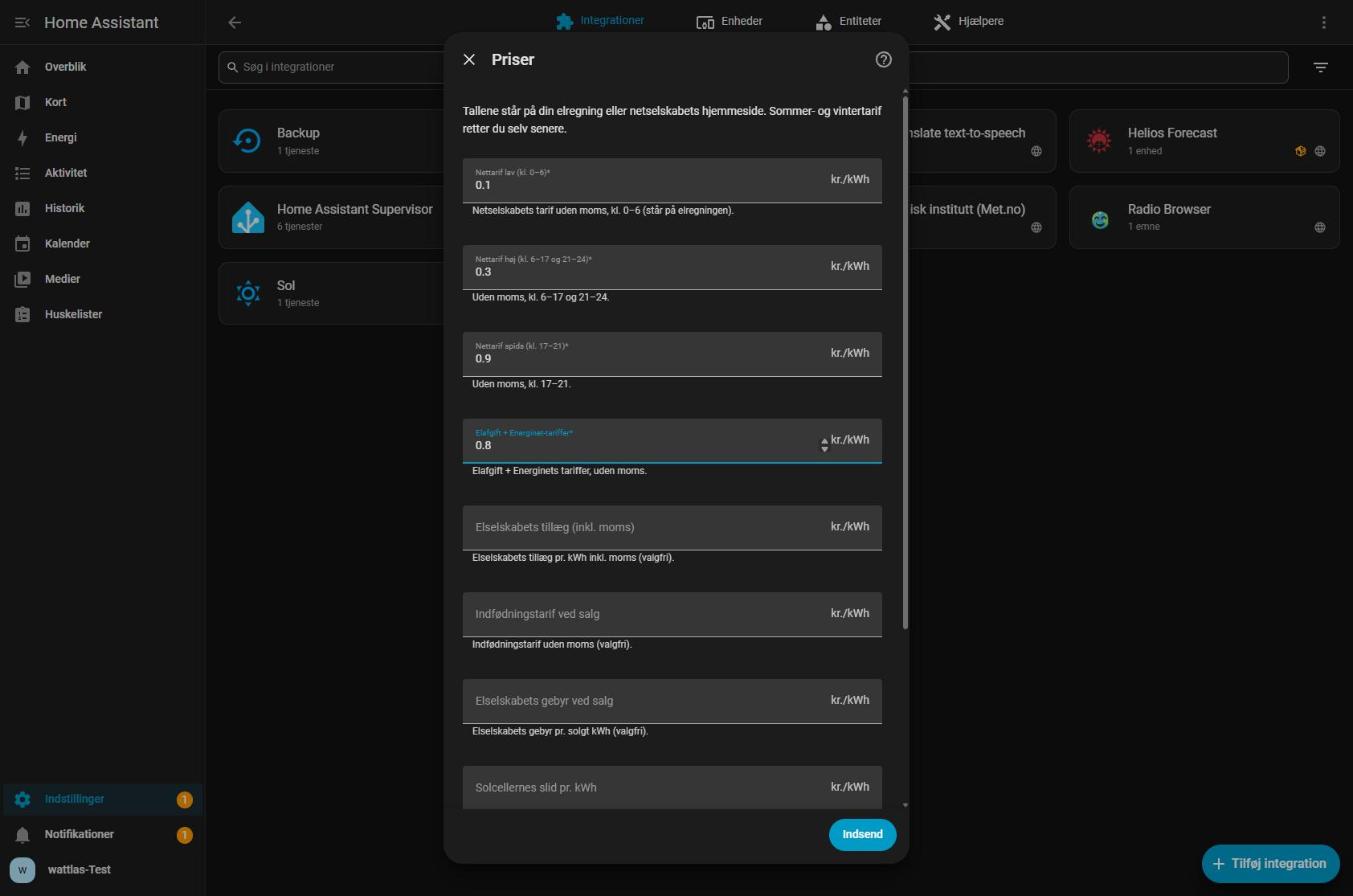 Home Assistant
Integrationer
Enheder
Entiteter
Hjælpere
Overblik
Kort
Energi
Aktivitet
Historik
Kalender
Medier
Huskelister
Indstillinger
1
Notifikationer
1
w
wattlas-Test
Søg i integrationer
Backup
1 tjeneste
Home Assistant Supervisor
6 tjenester
Sol
1 tjeneste
nslate text-to-speech
isk institutt (Met.no)
Helios Forecast
1 enhed
Radio Browser
1 emne
Priser
Tallene står på din elregning eller netselskabets hjemmeside. Sommer- og vintertarif
retter du selv senere.
Nettarif lav (kl. 0–6)*
0.1
kr./kWh
Netselskabets tarif uden moms, kl. 0–6 (står på elregningen).
Nettarif høj (kl. 6–17 og 21–24)*
0.3
kr./kWh
Uden moms, kl. 6–17 og 21–24.
Nettarif spids (kl. 17–21)*
0.9
kr./kWh
Uden moms, kl. 17–21.
Elafgift + Energinet-tariffer*
0.8
kr./kWh
Elafgift + Energinets tariffer, uden moms.
Elselskabets tillæg (inkl. moms)
kr./kWh
Elselskabets tillæg pr. kWh inkl. moms (valgfri).
Indfødningstarif ved salg
kr./kWh
Indfødningstarif uden moms (valgfri).
Elselskabets gebyr ved salg
kr./kWh
Elselskabets gebyr pr. solgt kWh (valgfri).
Solcellernes slid pr. kWh
kr./kWh
Indsend
Tilføj integration